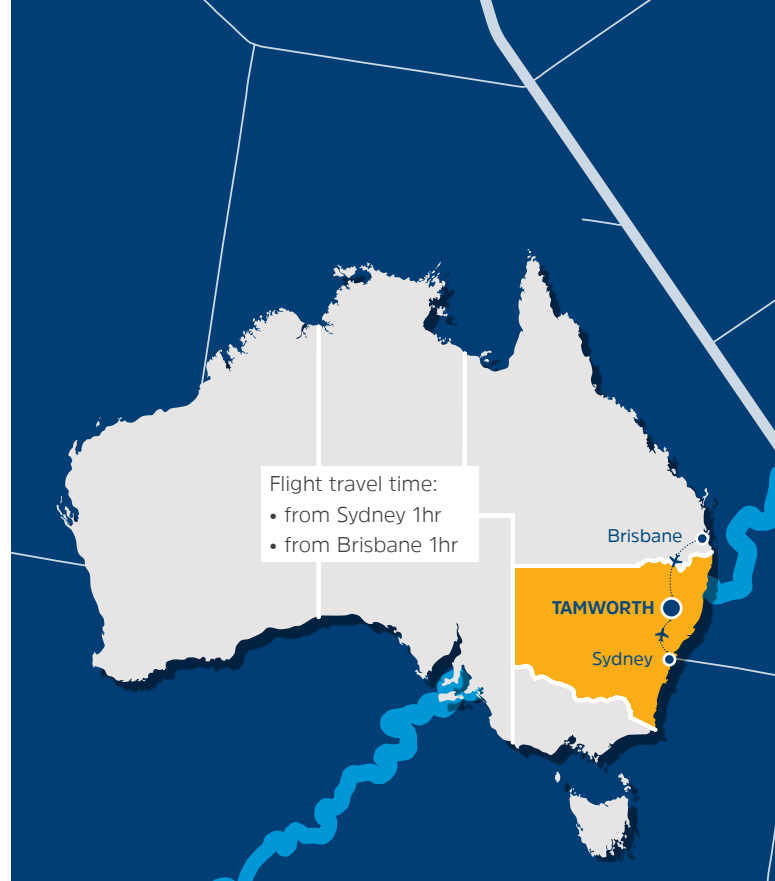 Flight travel time:
• from Sydney 1hr
• from Brisbane 1hr
Brisbane
TAMWORTH
Sydney